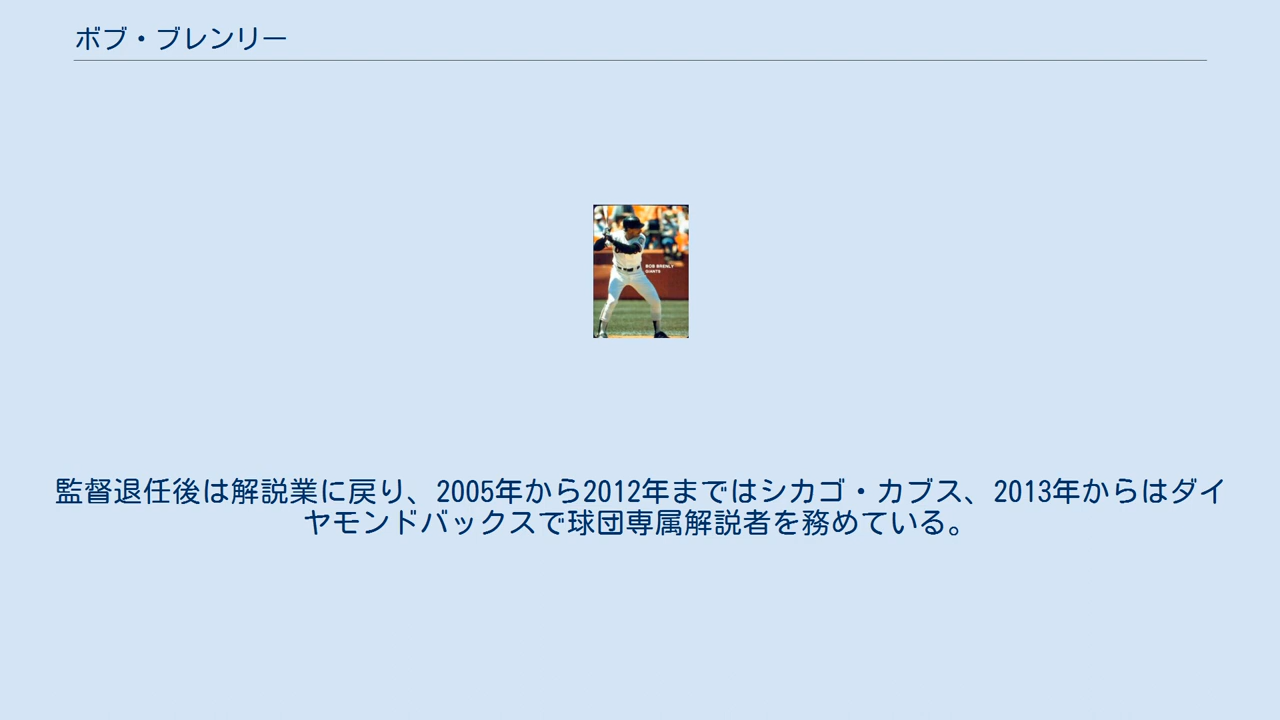 ボブ・ブレンリー
BOB BRENLY
GIANTS
監督退任後は解説業に戻り、2005年から2012年まではシカゴ・カブス、2013年からはダイ
ヤモンドバックスで球団専属解説者を務めている。